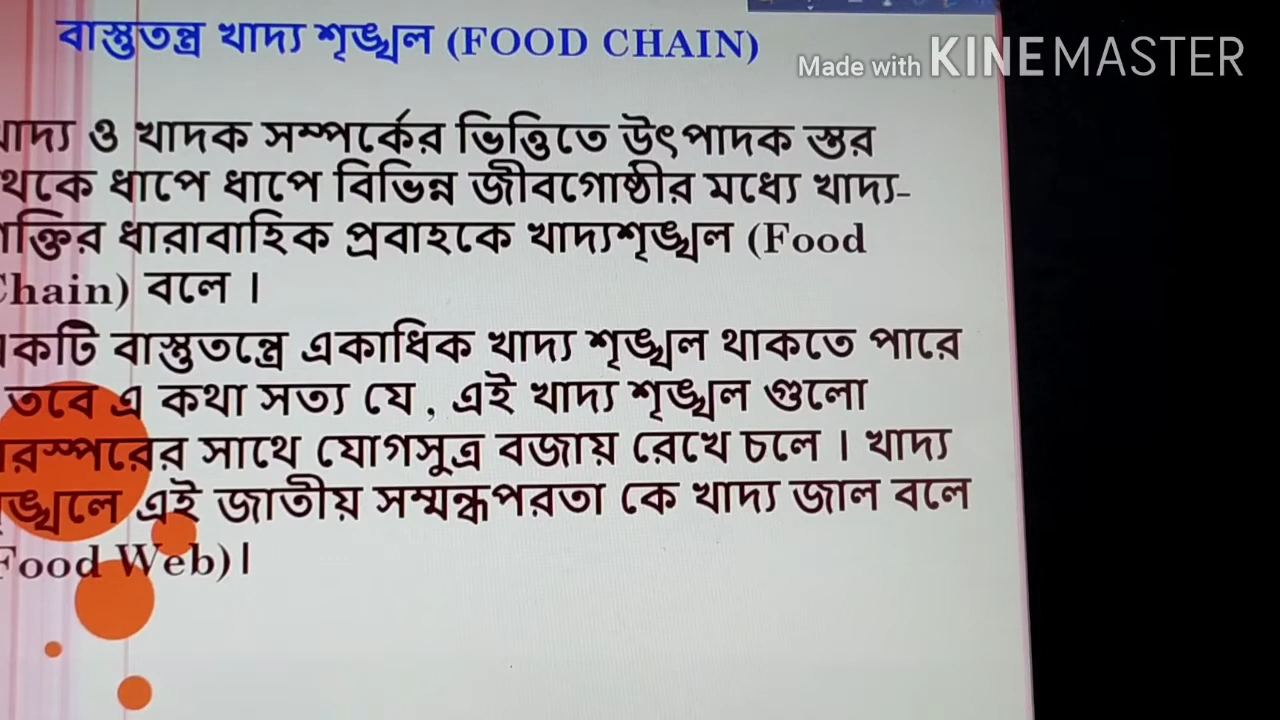 বাস্তুতন্ত্র খাদ্য শৃঙ্খল (FOOD CHAIN)
Made with KINEMASTER
ও খাদক সম্পর্কের ভিত্তিতে উৎপাদক স্তর
ধাপে ধাপে বিভিন্ন জীবগোষ্ঠীর মধ্যে খাদ্য-
ধারাবাহিক প্রবাহকে খাদ্যশৃঙ্খল (Food
Chain) বলে ।
বাস্তুতন্ত্রে একাধিক খাদ্য শৃঙ্খল থাকতে পারে
তবে এ কথা সত্য যে , এই খাদ্য শৃঙ্খল গুলো
সাথে যোগসুত্র বজায় রেখে চলে । খাদ্য
এই জাতীয় সম্মন্ধপরতা কে খাদ্য জাল বলে
Food Web)।